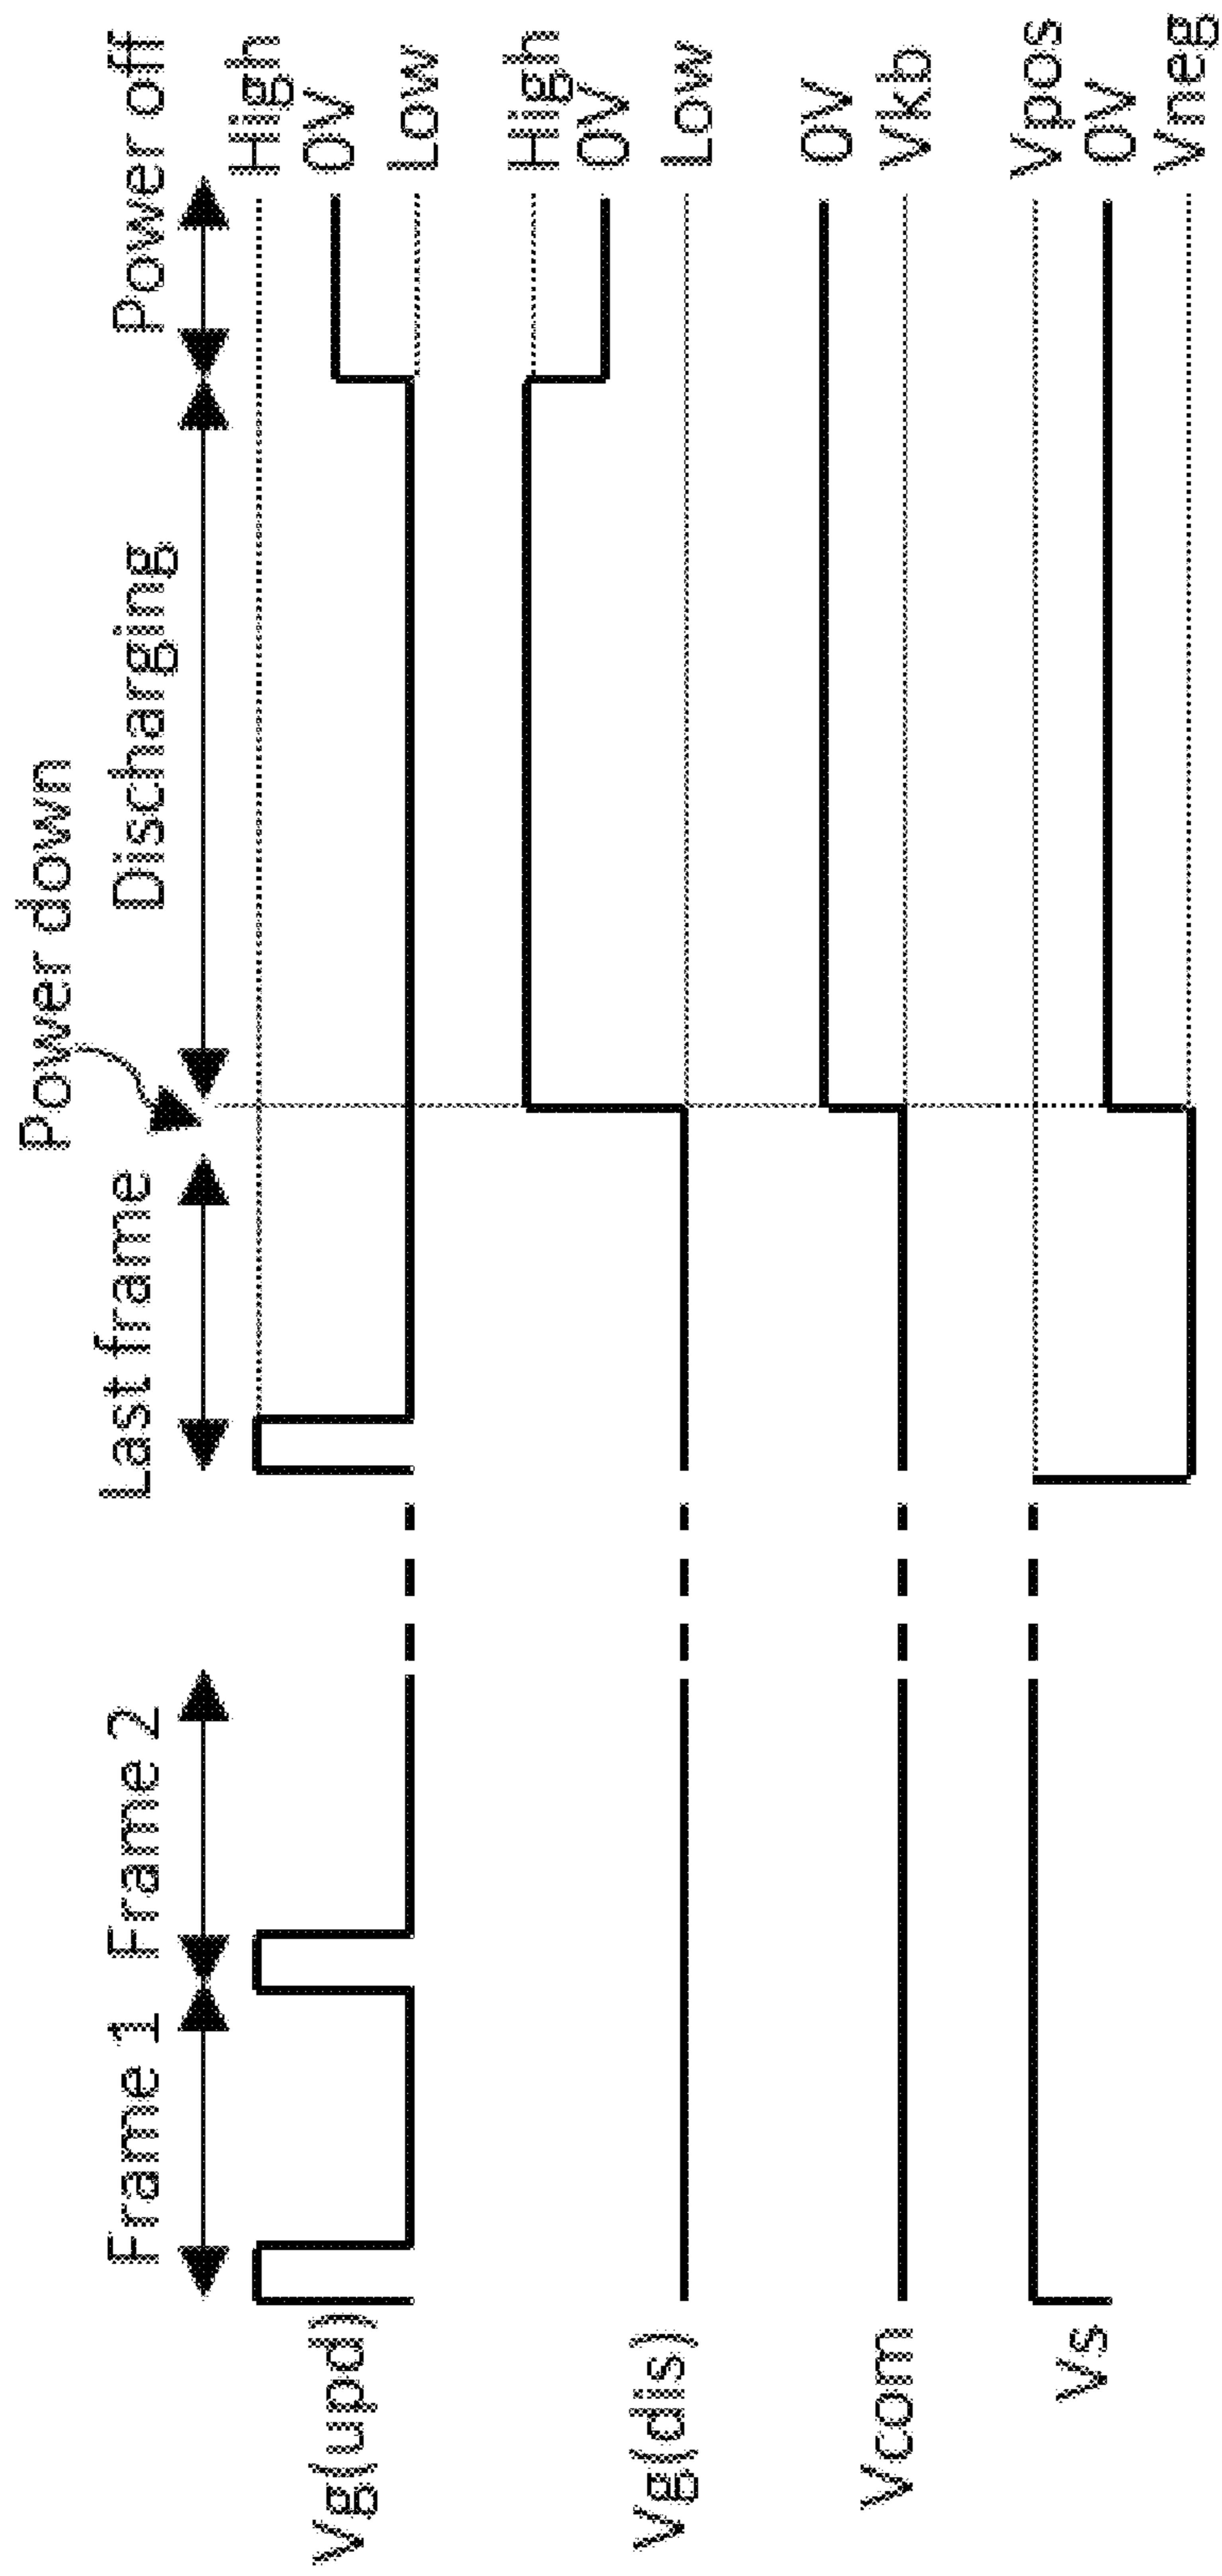 Power down
Frame 1
Frame 2
Last frame
Discharging
Power off
Vg(upd)
High
0V
Low
Vg(dis)
High
0V
Low
Vcom
0V
Vkb
Vs
Vpos
0V
Vneg